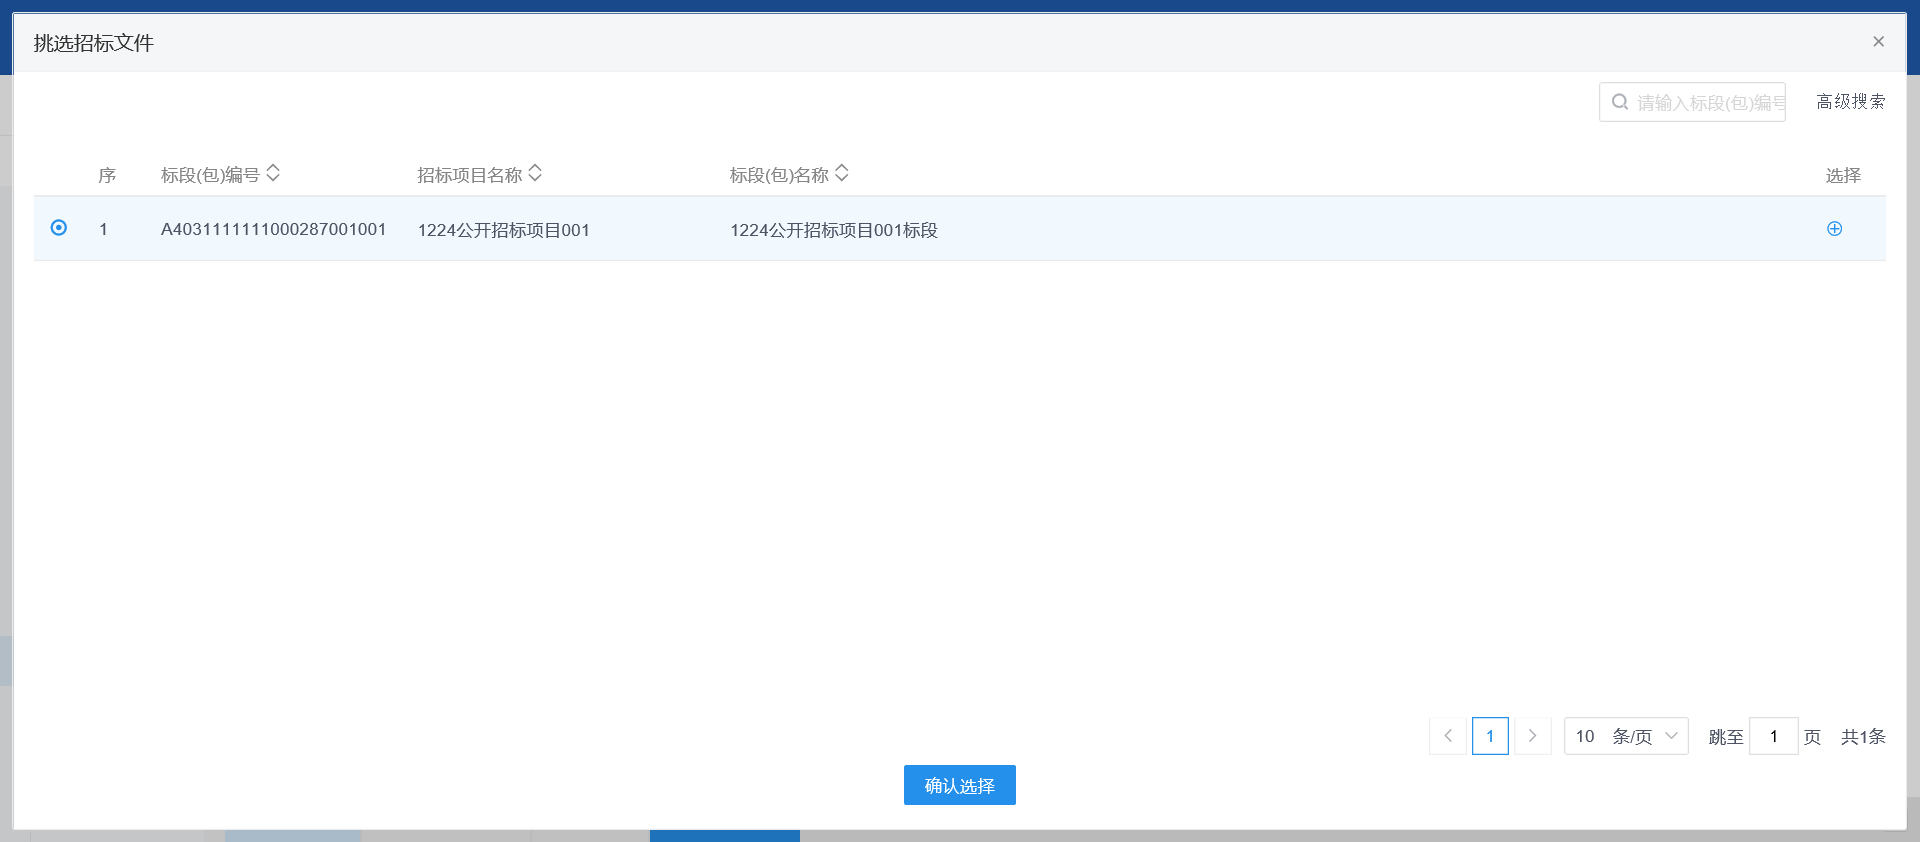 挑选招标文件
请输入标段(包)编号
高级搜索
序 标段(包)编号 招标项目名称 标段(包)名称 选择
1 A4031111111000287001001 1224公开招标项目001 1224公开招标项目001标段
1 10 条/页 跳至 1 页 共1条
确认选择